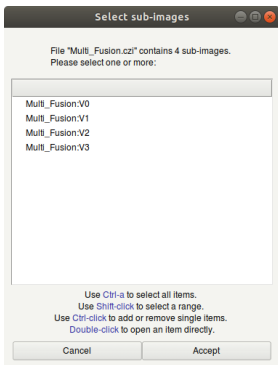 Select sub-images
File "Multi_Fusion.czi" contains 4 sub-images.
Please select one or more:
Multi_Fusion:V0
Multi_Fusion:V1
Multi_Fusion:V2
Multi_Fusion:V3
Use Ctrl-a to select all items.
Use Shift-click to select a range.
Use Ctrl-click to add or remove single items.
Double-click to open an item directly.
Cancel Accept